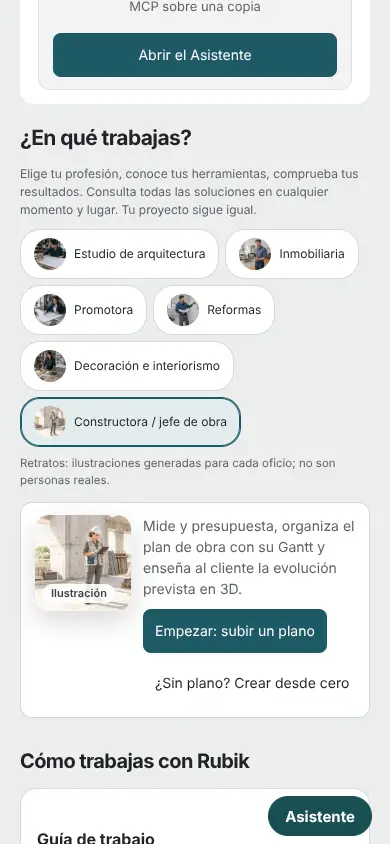 MCP sobre una copia
Abrir el Asistente
¿En qué trabajas?
Elige tu profesión, conoce tus herramientas, comprueba tus
resultados. Consulta todas las soluciones en cualquier
momento y lugar. Tu proyecto sigue igual.
Estudio de arquitectura
Inmobiliaria
Promotora
Reformas
Decoración e interiorismo
Constructora / jefe de obra
Retratos: ilustraciones generadas para cada oficio; no son
personas reales.
Mide y presupuesta, organiza el
plan de obra con su Gantt y
enseña al cliente la evolución
prevista en 3D.
Ilustración
Empezar: subir un plano
¿Sin plano? Crear desde cero
Cómo trabajas con Rubik
Asistente
Guía de trabajo